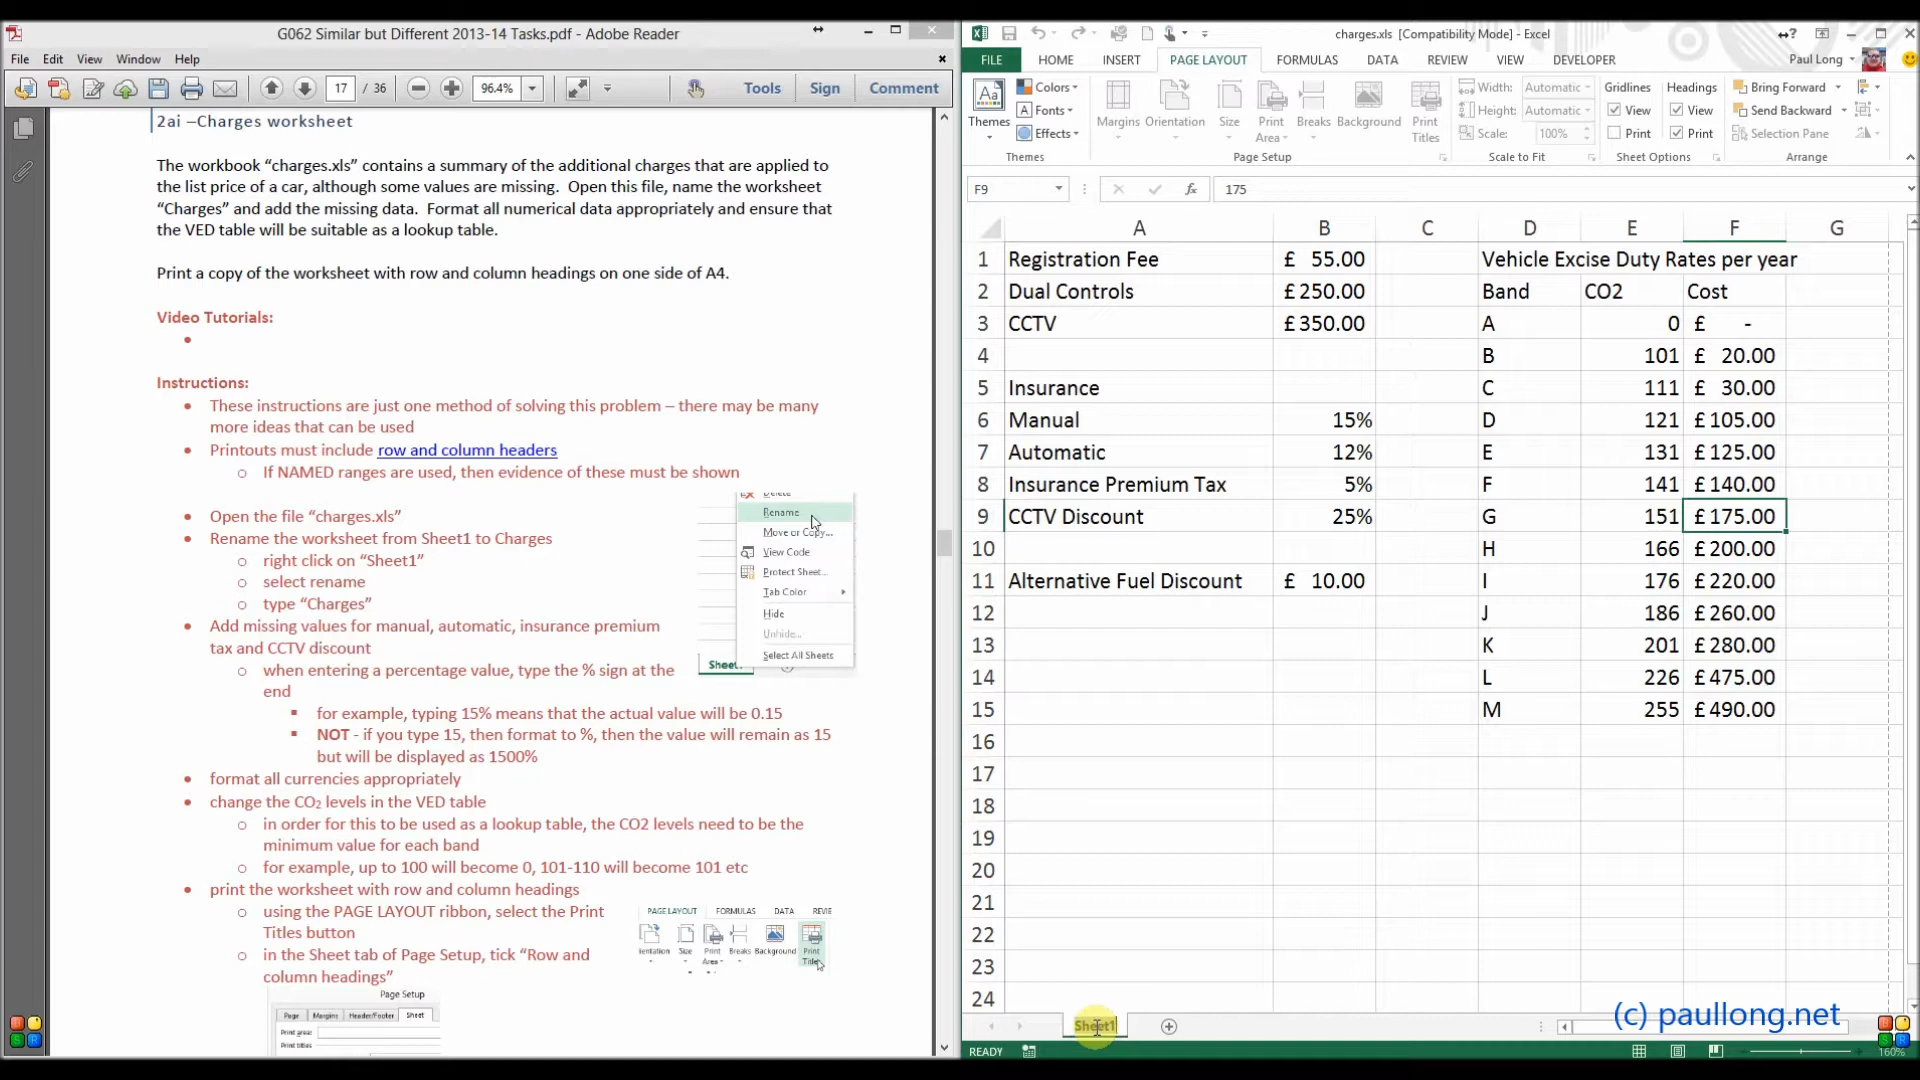 G062 Similar but Different 2013-14 Tasks.pdf - Adobe Reader
File Edit View Window Help
17 / 36 96.4% Tools Sign Comment
2ai –Charges worksheet
The workbook “charges.xls” contains a summary of the additional charges that are applied to
the list price of a car, although some values are missing. Open this file, name the worksheet
“Charges” and add the missing data. Format all numerical data appropriately and ensure that
the VED table will be suitable as a lookup table.
Print a copy of the worksheet with row and column headings on one side of A4.
Video Tutorials:
•
Instructions:
• These instructions are just one method of solving this problem – there may be many
more ideas that can be used
• Printouts must include row and column headers
o If NAMED ranges are used, then evidence of these must be shown
• Open the file “charges.xls”
• Rename the worksheet from Sheet1 to Charges
o right click on “Sheet1”
o select rename
o type “Charges”
• Add missing values for manual, automatic, insurance premium
tax and CCTV discount
o when entering a percentage value, type the % sign at the
end
▪ for example, typing 15% means that the actual value will be 0.15
▪ NOT - if you type 15, then format to %, then the value will remain as 15
but will be displayed as 1500%
• format all currencies appropriately
• change the CO2 levels in the VED table
o in order for this to be used as a lookup table, the CO2 levels need to be the
minimum value for each band
o for example, up to 100 will become 0, 101-110 will become 101 etc
• print the worksheet with row and column headings
o using the PAGE LAYOUT ribbon, select the Print
Titles button
o in the Sheet tab of Page Setup, tick “Row and
column headings”
Delete
Rename
Move or Copy...
View Code
Protect Sheet...
Tab Color
Hide
Unhide...
Select All Sheets
Sheet
PAGE LAYOUT FORMULAS DATA REVIE
ientation Size Print Area Breaks Background Print Titles
Page Setup
Page Margins Header/Footer Sheet
Print area:
Print titles
charges.xls [Compatibility Mode] - Excel
FILE HOME INSERT PAGE LAYOUT FORMULAS DATA REVIEW VIEW DEVELOPER Paul Long
Themes Colors Fonts Effects
Margins Orientation Size Print Area Breaks Background Print Titles
Width: Automatic
Height: Automatic
Scale: 100%
Gridlines Headings
View View
Print Print
Bring Forward
Send Backward
Selection Pane
Themes Page Setup Scale to Fit Sheet Options Arrange
F9 fx 175
A B C D E F G
1 Registration Fee £ 55.00 Vehicle Excise Duty Rates per year
2 Dual Controls £ 250.00 Band CO2 Cost
3 CCTV £ 350.00 A 0 £ -
4 B 101 £ 20.00
5 Insurance C 111 £ 30.00
6 Manual 15% D 121 £ 105.00
7 Automatic 12% E 131 £ 125.00
8 Insurance Premium Tax 5% F 141 £ 140.00
9 CCTV Discount 25% G 151 £ 175.00
10 H 166 £ 200.00
11 Alternative Fuel Discount £ 10.00 I 176 £ 220.00
12 J 186 £ 260.00
13 K 201 £ 280.00
14 L 226 £ 475.00
15 M 255 £ 490.00
16
17
18
19
20
21
22
23
24
Sheet1
(c) paullong.net
READY 160%